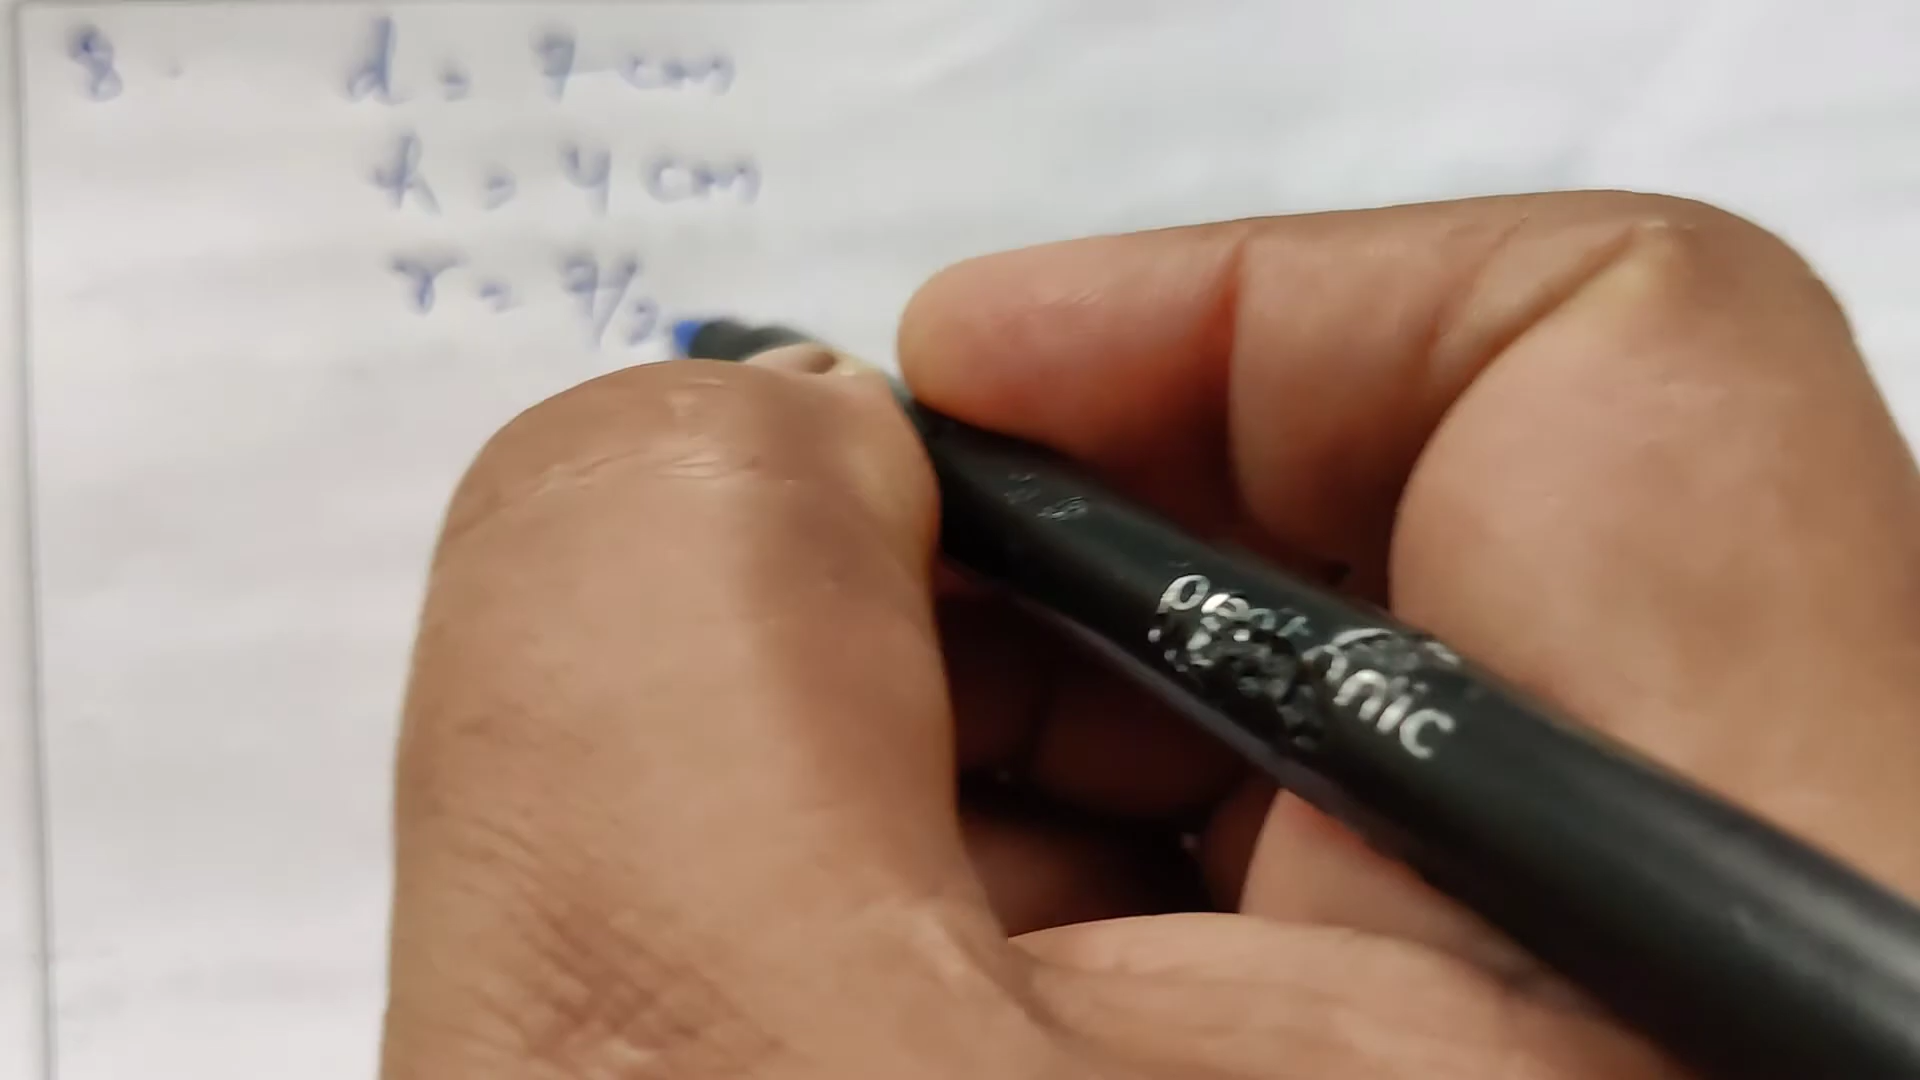 8. d = 7 cm
h = 4 cm
r = 7/2